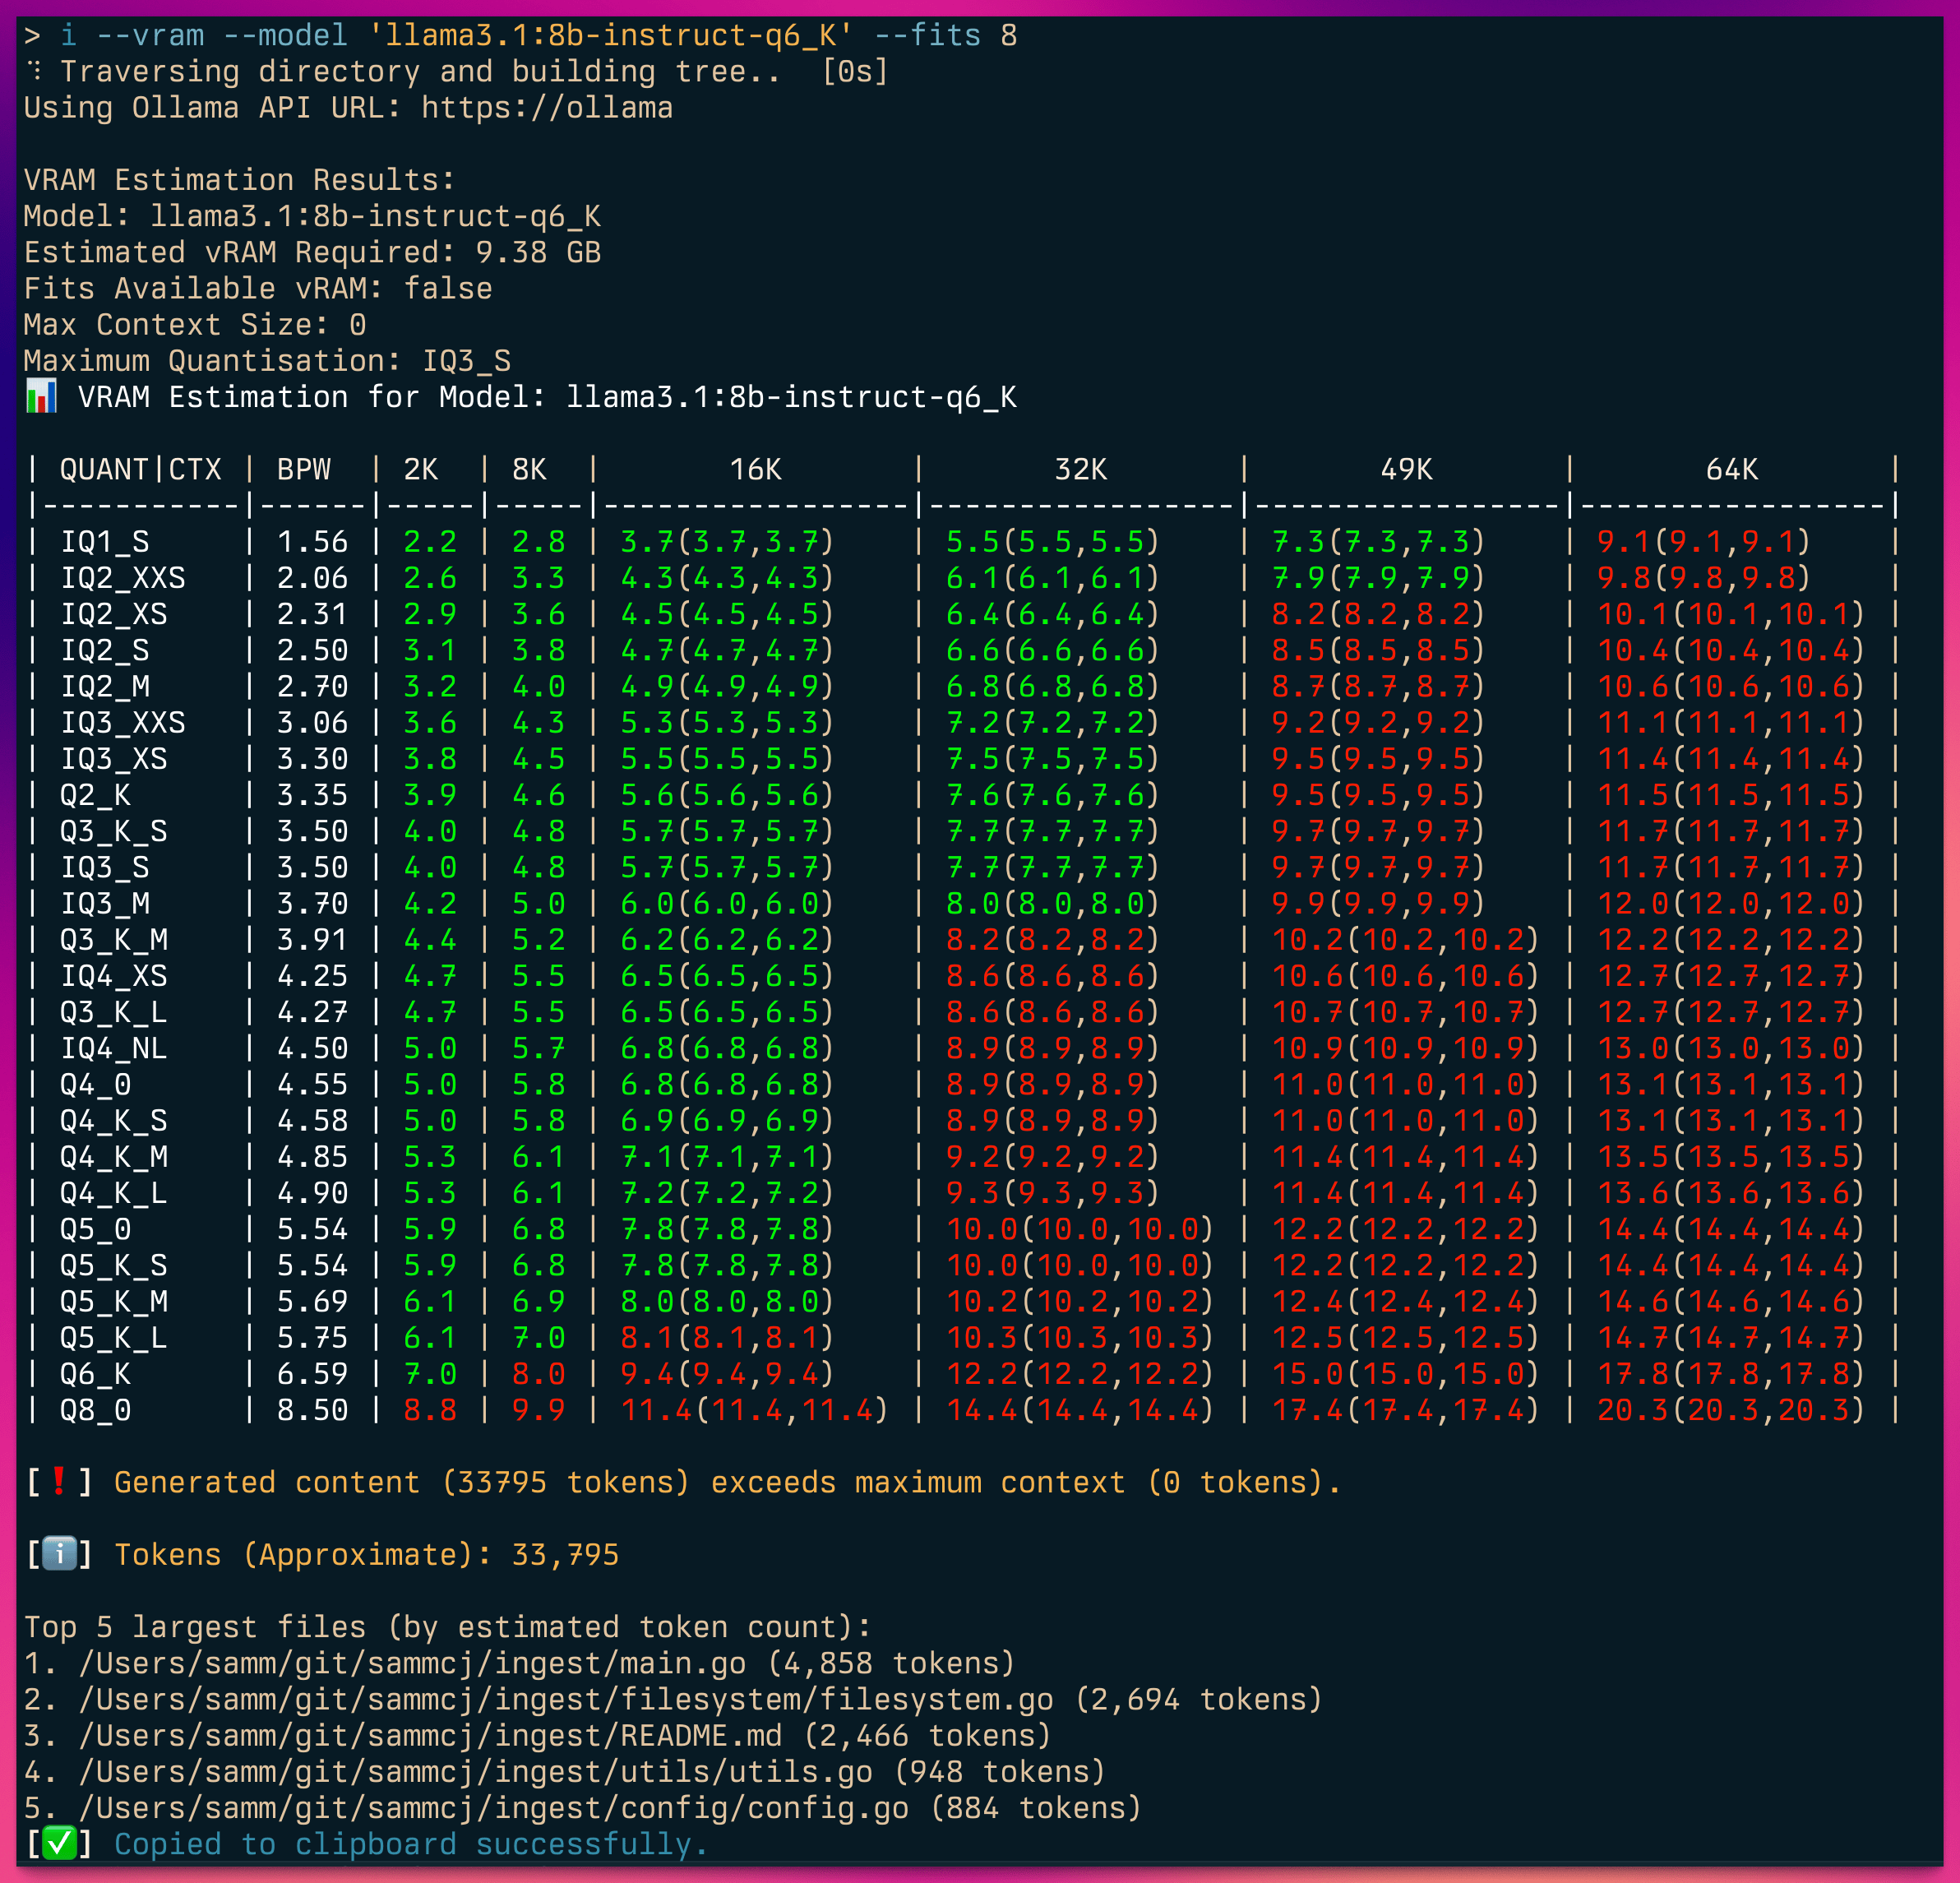 > i --vram --model 'llama3.1:8b-instruct-q6_K' --fits 8
⠹ Traversing directory and building tree..  [0s]
Using Ollama API URL: https://ollama

VRAM Estimation Results:
Model: llama3.1:8b-instruct-q6_K
Estimated vRAM Required: 9.38 GB
Fits Available vRAM: false
Max Context Size: 0
Maximum Quantisation: IQ3_S
📊 VRAM Estimation for Model: llama3.1:8b-instruct-q6_K

| QUANT|CTX | BPW  | 2K  | 8K  |       16K       |       32K       |       49K       |       64K       |
|-----------|------|-----|-----|-----------------|-----------------|-----------------|-----------------|
| IQ1_S     | 1.56 | 2.2 | 2.8 | 3.7(3.7,3.7)    | 5.5(5.5,5.5)    | 7.3(7.3,7.3)    | 9.1(9.1,9.1)    |
| IQ2_XXS   | 2.06 | 2.6 | 3.3 | 4.3(4.3,4.3)    | 6.1(6.1,6.1)    | 7.9(7.9,7.9)    | 9.8(9.8,9.8)    |
| IQ2_XS    | 2.31 | 2.9 | 3.6 | 4.5(4.5,4.5)    | 6.4(6.4,6.4)    | 8.2(8.2,8.2)    | 10.1(10.1,10.1) |
| IQ2_S     | 2.50 | 3.1 | 3.8 | 4.7(4.7,4.7)    | 6.6(6.6,6.6)    | 8.5(8.5,8.5)    | 10.4(10.4,10.4) |
| IQ2_M     | 2.70 | 3.2 | 4.0 | 4.9(4.9,4.9)    | 6.8(6.8,6.8)    | 8.7(8.7,8.7)    | 10.6(10.6,10.6) |
| IQ3_XXS   | 3.06 | 3.6 | 4.3 | 5.3(5.3,5.3)    | 7.2(7.2,7.2)    | 9.2(9.2,9.2)    | 11.1(11.1,11.1) |
| IQ3_XS    | 3.30 | 3.8 | 4.5 | 5.5(5.5,5.5)    | 7.5(7.5,7.5)    | 9.5(9.5,9.5)    | 11.4(11.4,11.4) |
| Q2_K      | 3.35 | 3.9 | 4.6 | 5.6(5.6,5.6)    | 7.6(7.6,7.6)    | 9.5(9.5,9.5)    | 11.5(11.5,11.5) |
| Q3_K_S    | 3.50 | 4.0 | 4.8 | 5.7(5.7,5.7)    | 7.7(7.7,7.7)    | 9.7(9.7,9.7)    | 11.7(11.7,11.7) |
| IQ3_S     | 3.50 | 4.0 | 4.8 | 5.7(5.7,5.7)    | 7.7(7.7,7.7)    | 9.7(9.7,9.7)    | 11.7(11.7,11.7) |
| IQ3_M     | 3.70 | 4.2 | 5.0 | 6.0(6.0,6.0)    | 8.0(8.0,8.0)    | 9.9(9.9,9.9)    | 12.0(12.0,12.0) |
| Q3_K_M    | 3.91 | 4.4 | 5.2 | 6.2(6.2,6.2)    | 8.2(8.2,8.2)    | 10.2(10.2,10.2) | 12.2(12.2,12.2) |
| IQ4_XS    | 4.25 | 4.7 | 5.5 | 6.5(6.5,6.5)    | 8.6(8.6,8.6)    | 10.6(10.6,10.6) | 12.7(12.7,12.7) |
| Q3_K_L    | 4.27 | 4.7 | 5.5 | 6.5(6.5,6.5)    | 8.6(8.6,8.6)    | 10.7(10.7,10.7) | 12.7(12.7,12.7) |
| IQ4_NL    | 4.50 | 5.0 | 5.7 | 6.8(6.8,6.8)    | 8.9(8.9,8.9)    | 10.9(10.9,10.9) | 13.0(13.0,13.0) |
| Q4_0      | 4.55 | 5.0 | 5.8 | 6.8(6.8,6.8)    | 8.9(8.9,8.9)    | 11.0(11.0,11.0) | 13.1(13.1,13.1) |
| Q4_K_S    | 4.58 | 5.0 | 5.8 | 6.9(6.9,6.9)    | 8.9(8.9,8.9)    | 11.0(11.0,11.0) | 13.1(13.1,13.1) |
| Q4_K_M    | 4.85 | 5.3 | 6.1 | 7.1(7.1,7.1)    | 9.2(9.2,9.2)    | 11.4(11.4,11.4) | 13.5(13.5,13.5) |
| Q4_K_L    | 4.90 | 5.3 | 6.1 | 7.2(7.2,7.2)    | 9.3(9.3,9.3)    | 11.4(11.4,11.4) | 13.6(13.6,13.6) |
| Q5_0      | 5.54 | 5.9 | 6.8 | 7.8(7.8,7.8)    | 10.0(10.0,10.0) | 12.2(12.2,12.2) | 14.4(14.4,14.4) |
| Q5_K_S    | 5.54 | 5.9 | 6.8 | 7.8(7.8,7.8)    | 10.0(10.0,10.0) | 12.2(12.2,12.2) | 14.4(14.4,14.4) |
| Q5_K_M    | 5.69 | 6.1 | 6.9 | 8.0(8.0,8.0)    | 10.2(10.2,10.2) | 12.4(12.4,12.4) | 14.6(14.6,14.6) |
| Q5_K_L    | 5.75 | 6.1 | 7.0 | 8.1(8.1,8.1)    | 10.3(10.3,10.3) | 12.5(12.5,12.5) | 14.7(14.7,14.7) |
| Q6_K      | 6.59 | 7.0 | 8.0 | 9.4(9.4,9.4)    | 12.2(12.2,12.2) | 15.0(15.0,15.0) | 17.8(17.8,17.8) |
| Q8_0      | 8.50 | 8.8 | 9.9 | 11.4(11.4,11.4) | 14.4(14.4,14.4) | 17.4(17.4,17.4) | 20.3(20.3,20.3) |

[❗] Generated content (33795 tokens) exceeds maximum context (0 tokens).

[ℹ️] Tokens (Approximate): 33,795

Top 5 largest files (by estimated token count):
1. /Users/samm/git/sammcj/ingest/main.go (4,858 tokens)
2. /Users/samm/git/sammcj/ingest/filesystem/filesystem.go (2,694 tokens)
3. /Users/samm/git/sammcj/ingest/README.md (2,466 tokens)
4. /Users/samm/git/sammcj/ingest/utils/utils.go (948 tokens)
5. /Users/samm/git/sammcj/ingest/config/config.go (884 tokens)
[✅] Copied to clipboard successfully.